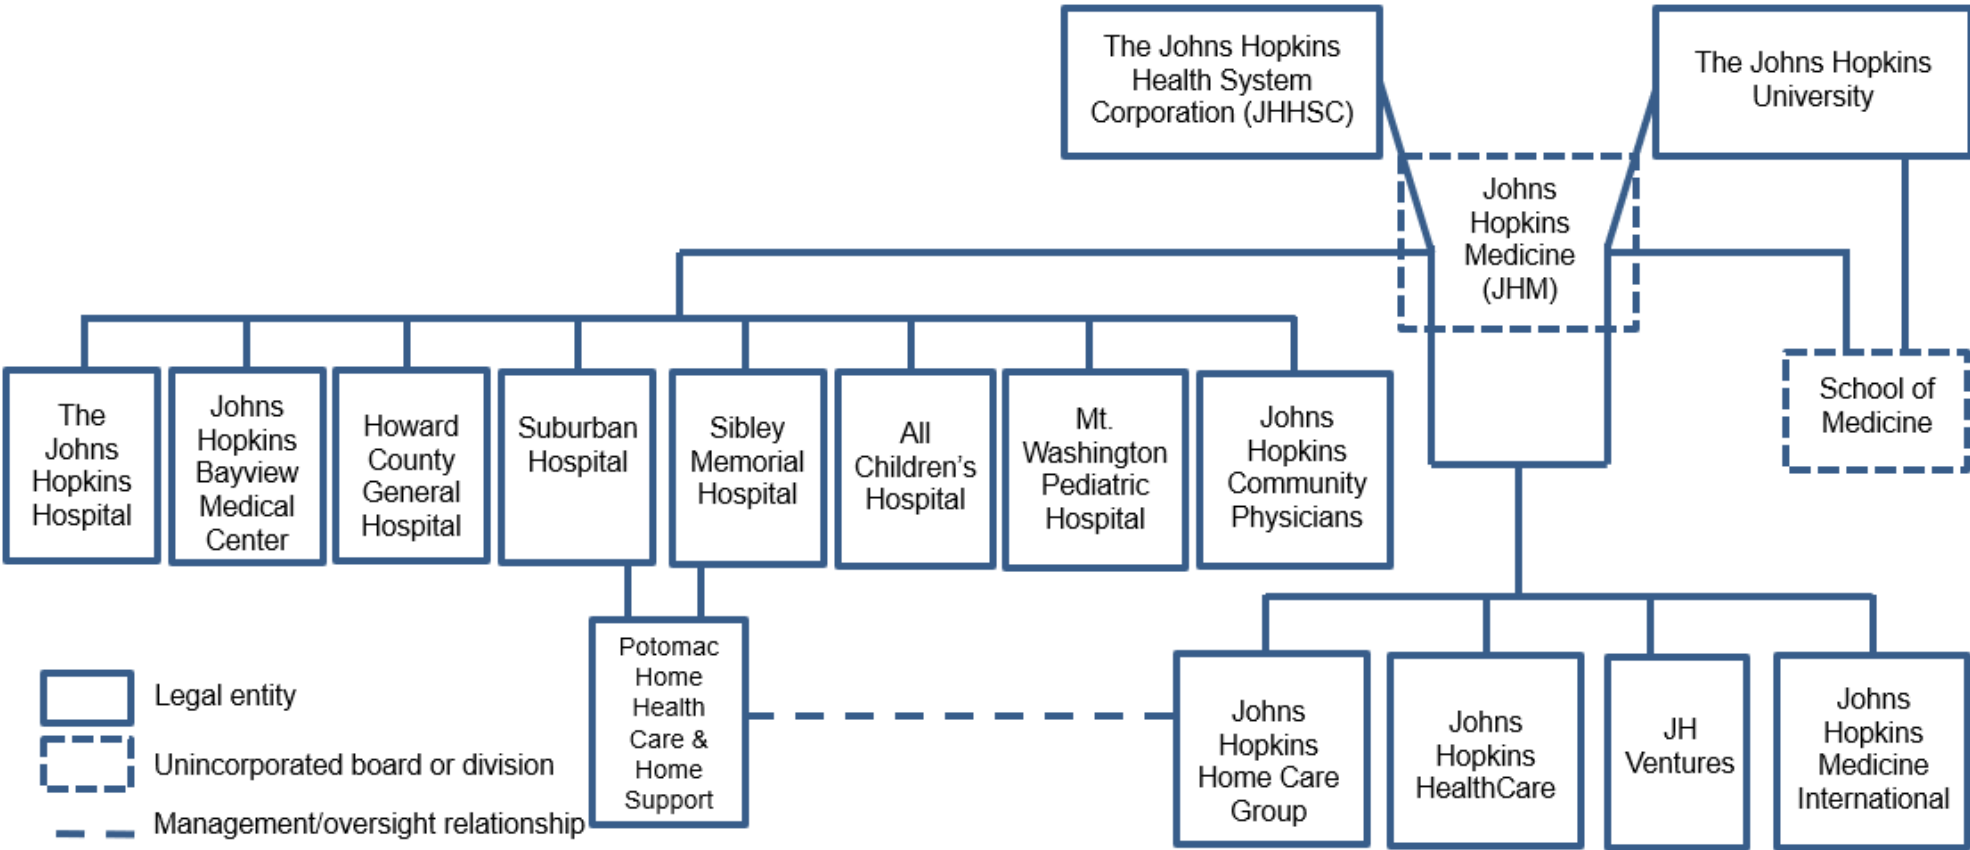 The Johns Hopkins
Health System
Corporation (JHHSC)
The Johns Hopkins
University
Johns
Hopkins
Medicine
(JHM)
School of
Medicine
The
Johns
Hopkins
Hospital
Johns
Hopkins
Bayview
Medical
Center
Howard
County
General
Hospital
Suburban
Hospital
Sibley
Memorial
Hospital
All
Children’s
Hospital
Mt.
Washington
Pediatric
Hospital
Johns
Hopkins
Community
Physicians
Potomac
Home
Health
Care &
Home
Support
Johns
Hopkins
Home Care
Group
Johns
Hopkins
HealthCare
JH
Ventures
Johns
Hopkins
Medicine
International
Legal entity
Unincorporated board or division
Management/oversight relationship